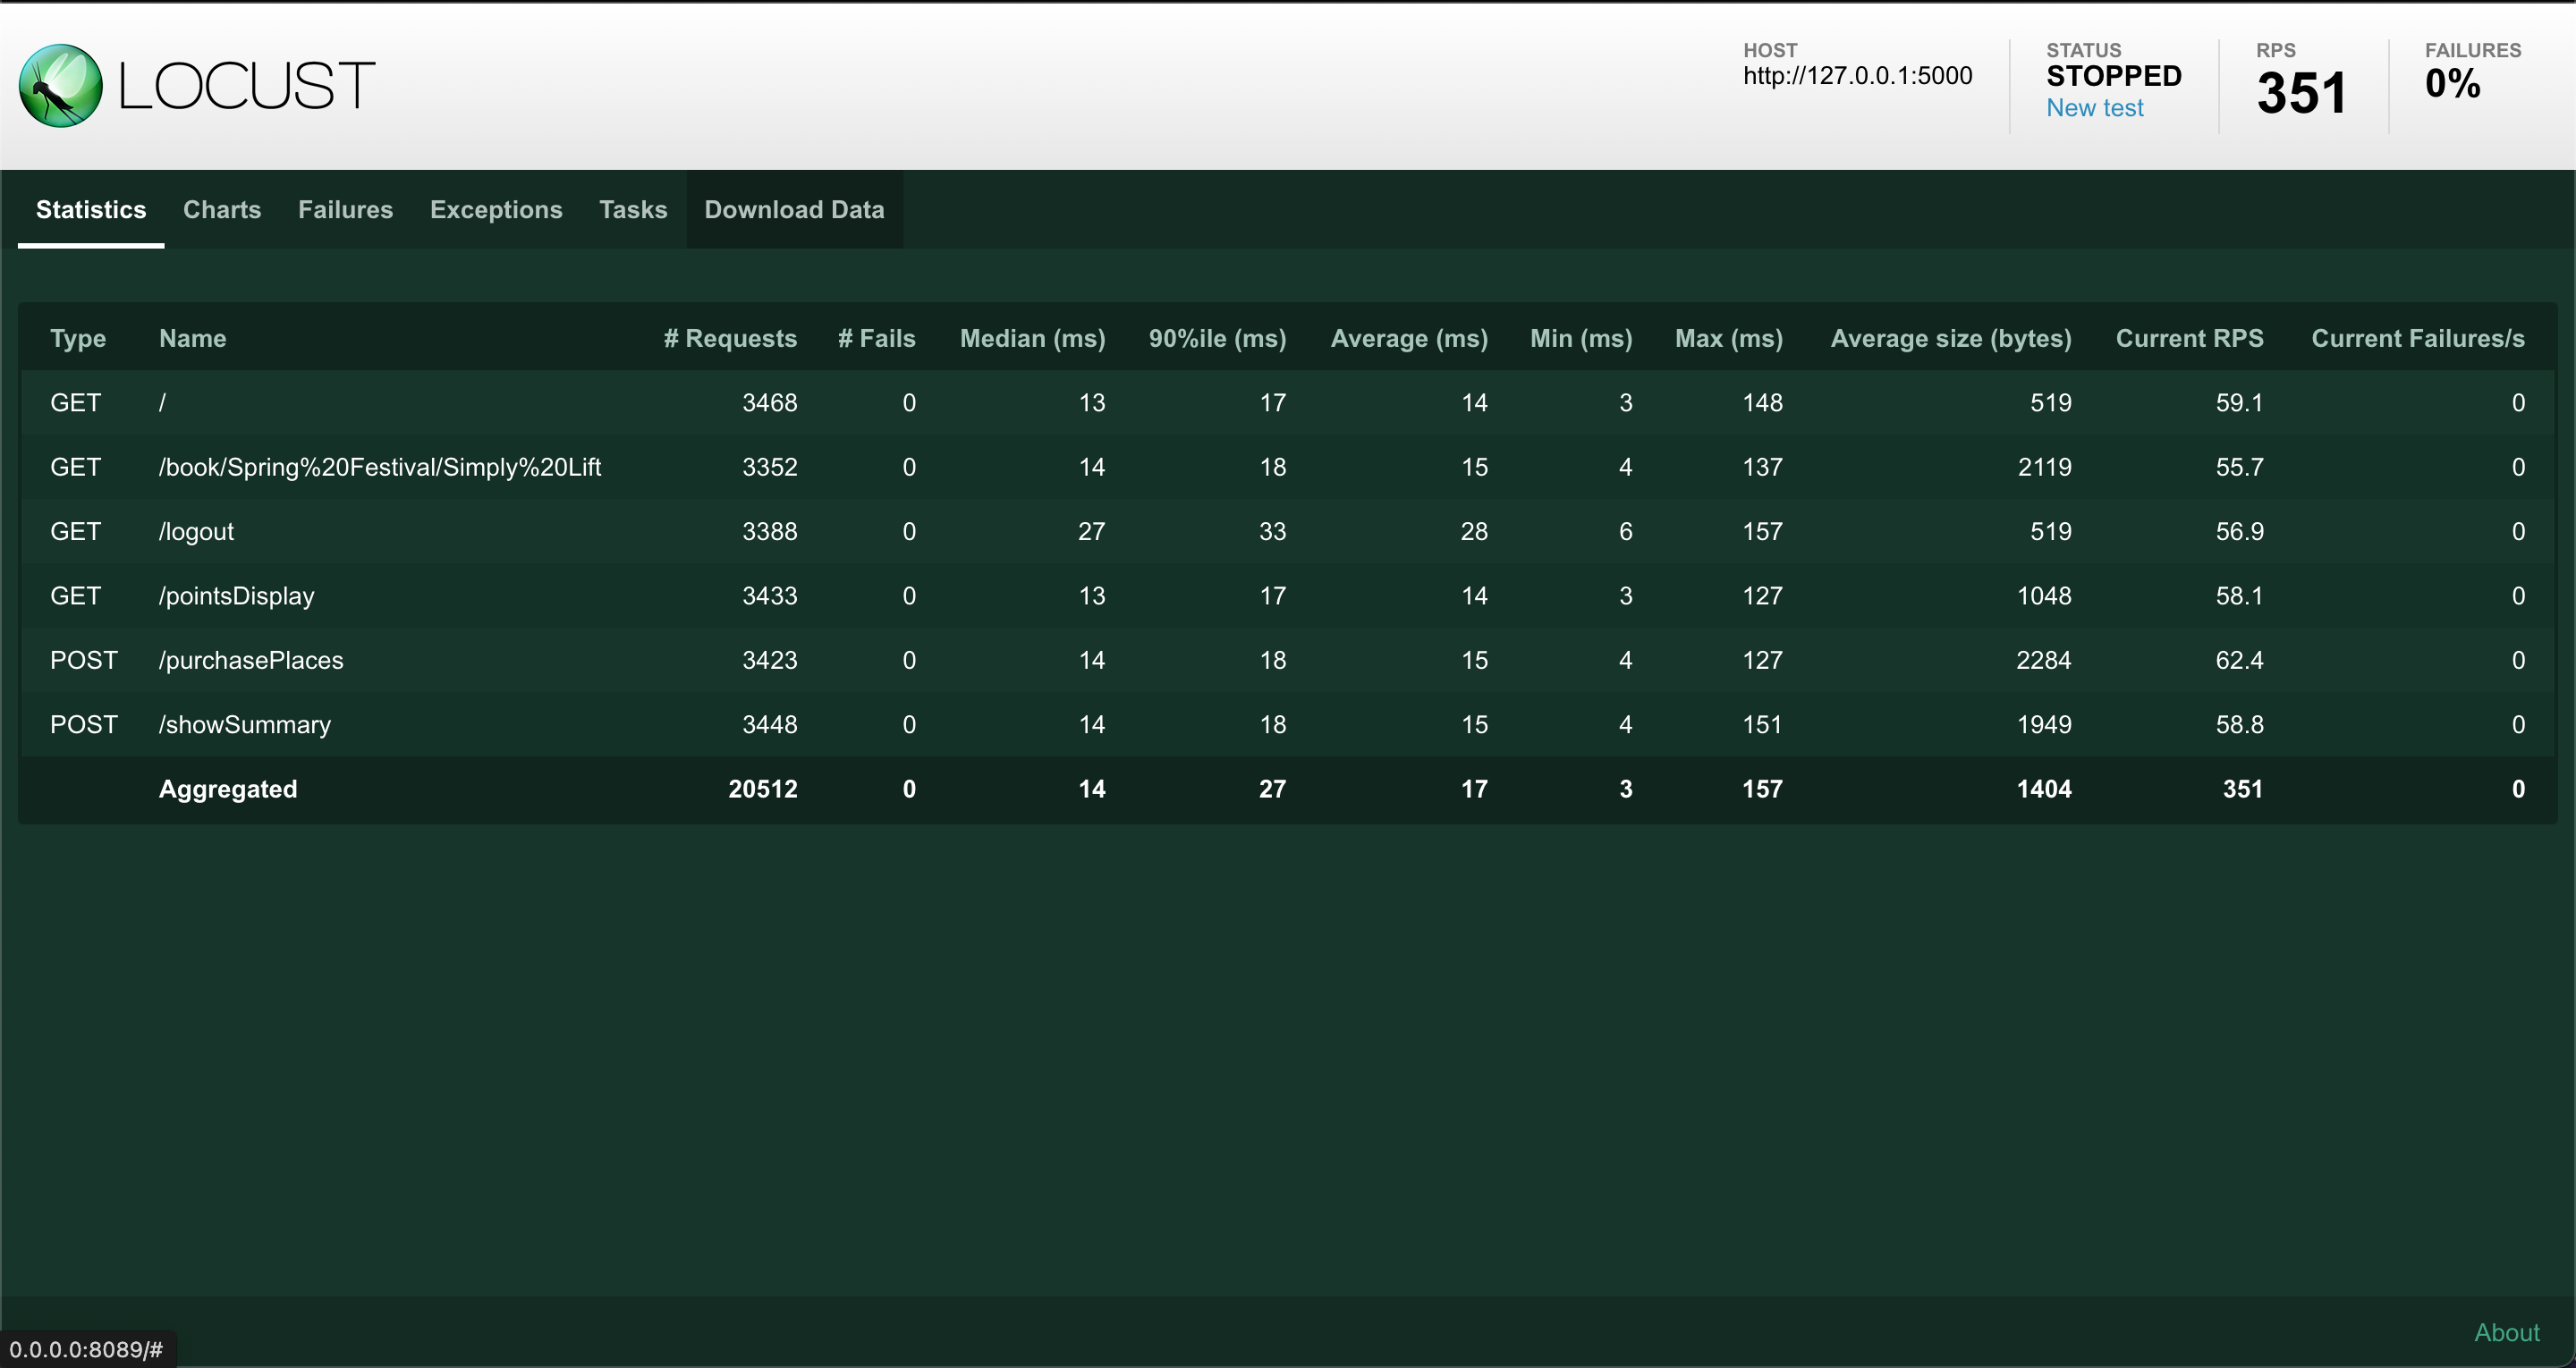 LOCUST
HOST
http://127.0.0.1:5000
STATUS
STOPPED
New test
RPS
351
FAILURES
0%
Statistics Charts Failures Exceptions Tasks Download Data
Type Name # Requests # Fails Median (ms) 90%ile (ms) Average (ms) Min (ms) Max (ms) Average size (bytes) Current RPS Current Failures/s
GET / 3468 0 13 17 14 3 148 519 59.1 0
GET /book/Spring%20Festival/Simply%20Lift 3352 0 14 18 15 4 137 2119 55.7 0
GET /logout 3388 0 27 33 28 6 157 519 56.9 0
GET /pointsDisplay 3433 0 13 17 14 3 127 1048 58.1 0
POST /purchasePlaces 3423 0 14 18 15 4 127 2284 62.4 0
POST /showSummary 3448 0 14 18 15 4 151 1949 58.8 0
Aggregated 20512 0 14 27 17 3 157 1404 351 0
About
0.0.0.0:8089/#